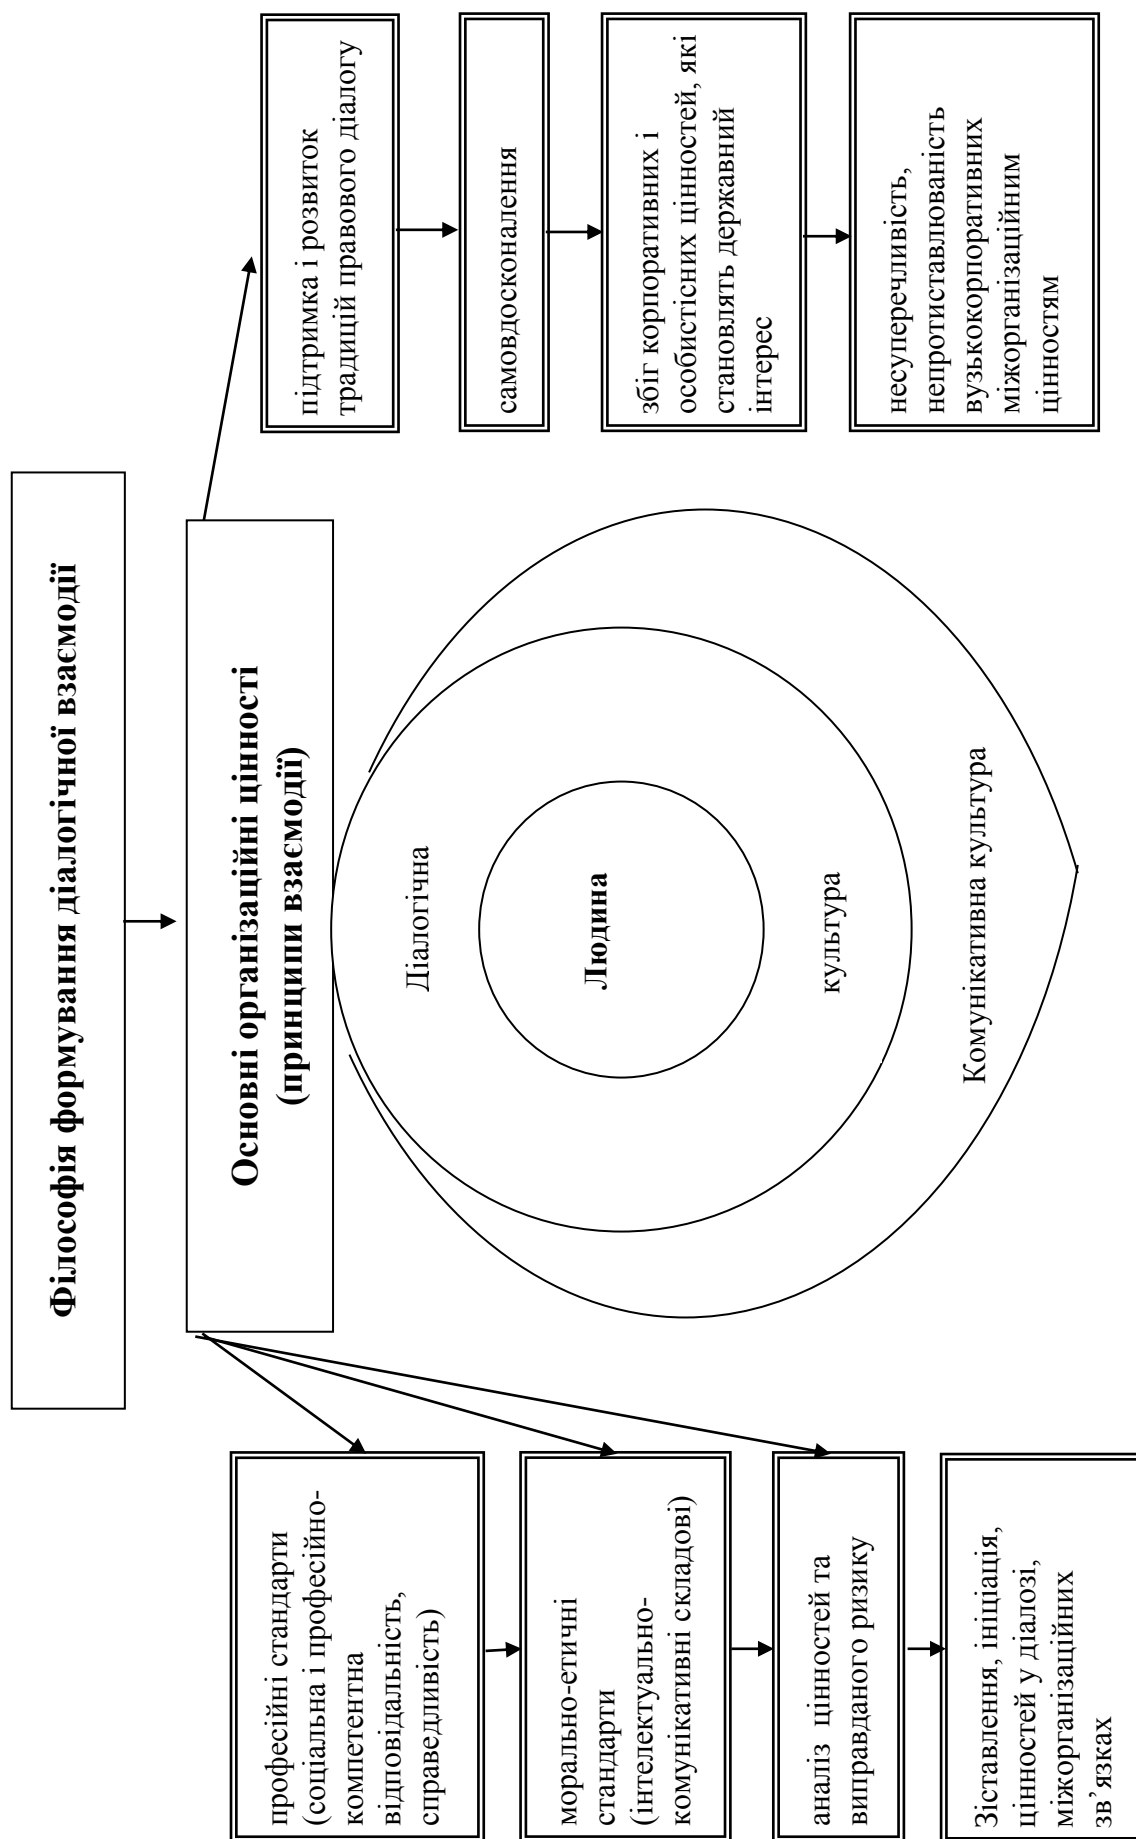 Філософія формування діалогічної взаємодії
Основні організаційні цінності
(принципи взаємодії)
професійні стандарти
(соціальна і професійно-
компетентна
відповідальність,
справедливість)
морально-етичні
стандарти
(інтелектуально-
комунікативні складові)
аналіз цінностей та
виправданого ризику
Зіставлення, ініціація,
цінностей у діалозі,
міжорганізаційних
зв’язках
Діалогічна
Людина
культура
Комунікативна культура
підтримка і розвиток
традицій правового діалогу
самовдосконалення
збіг корпоративних і
особистісних цінностей, які
становлять державний
інтерес
несуперечливість,
непротиставлюваність
вузькокорпоративних
міжорганізаційним
цінностям